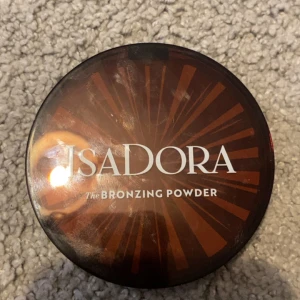 ISADORA
The BRONZING POWDER